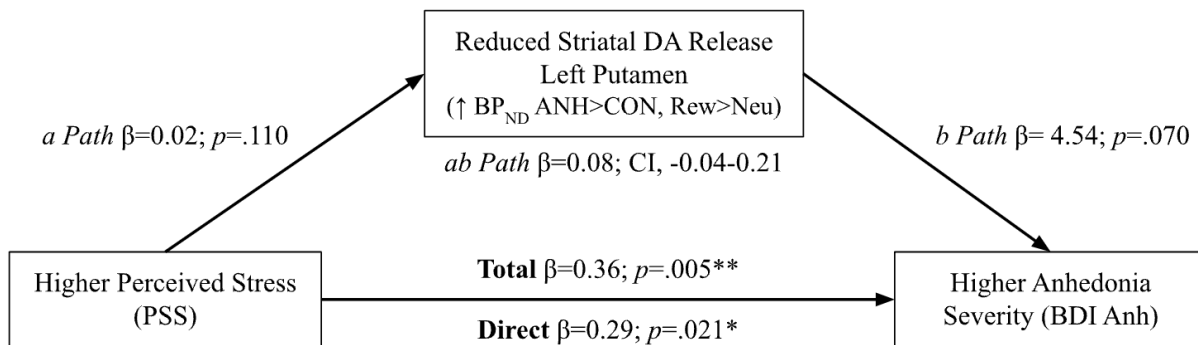 Reduced Striatal DA Release
Left Putamen
(↑ BPND ANH>CON, Rew>Neu)
a Path β=0.02; p=.110
b Path β= 4.54; p=.070
ab Path β=0.08; CI, -0.04-0.21
Higher Perceived Stress
(PSS)
Total β=0.36; p=.005**
Direct β=0.29; p=.021*
Higher Anhedonia
Severity (BDI Anh)